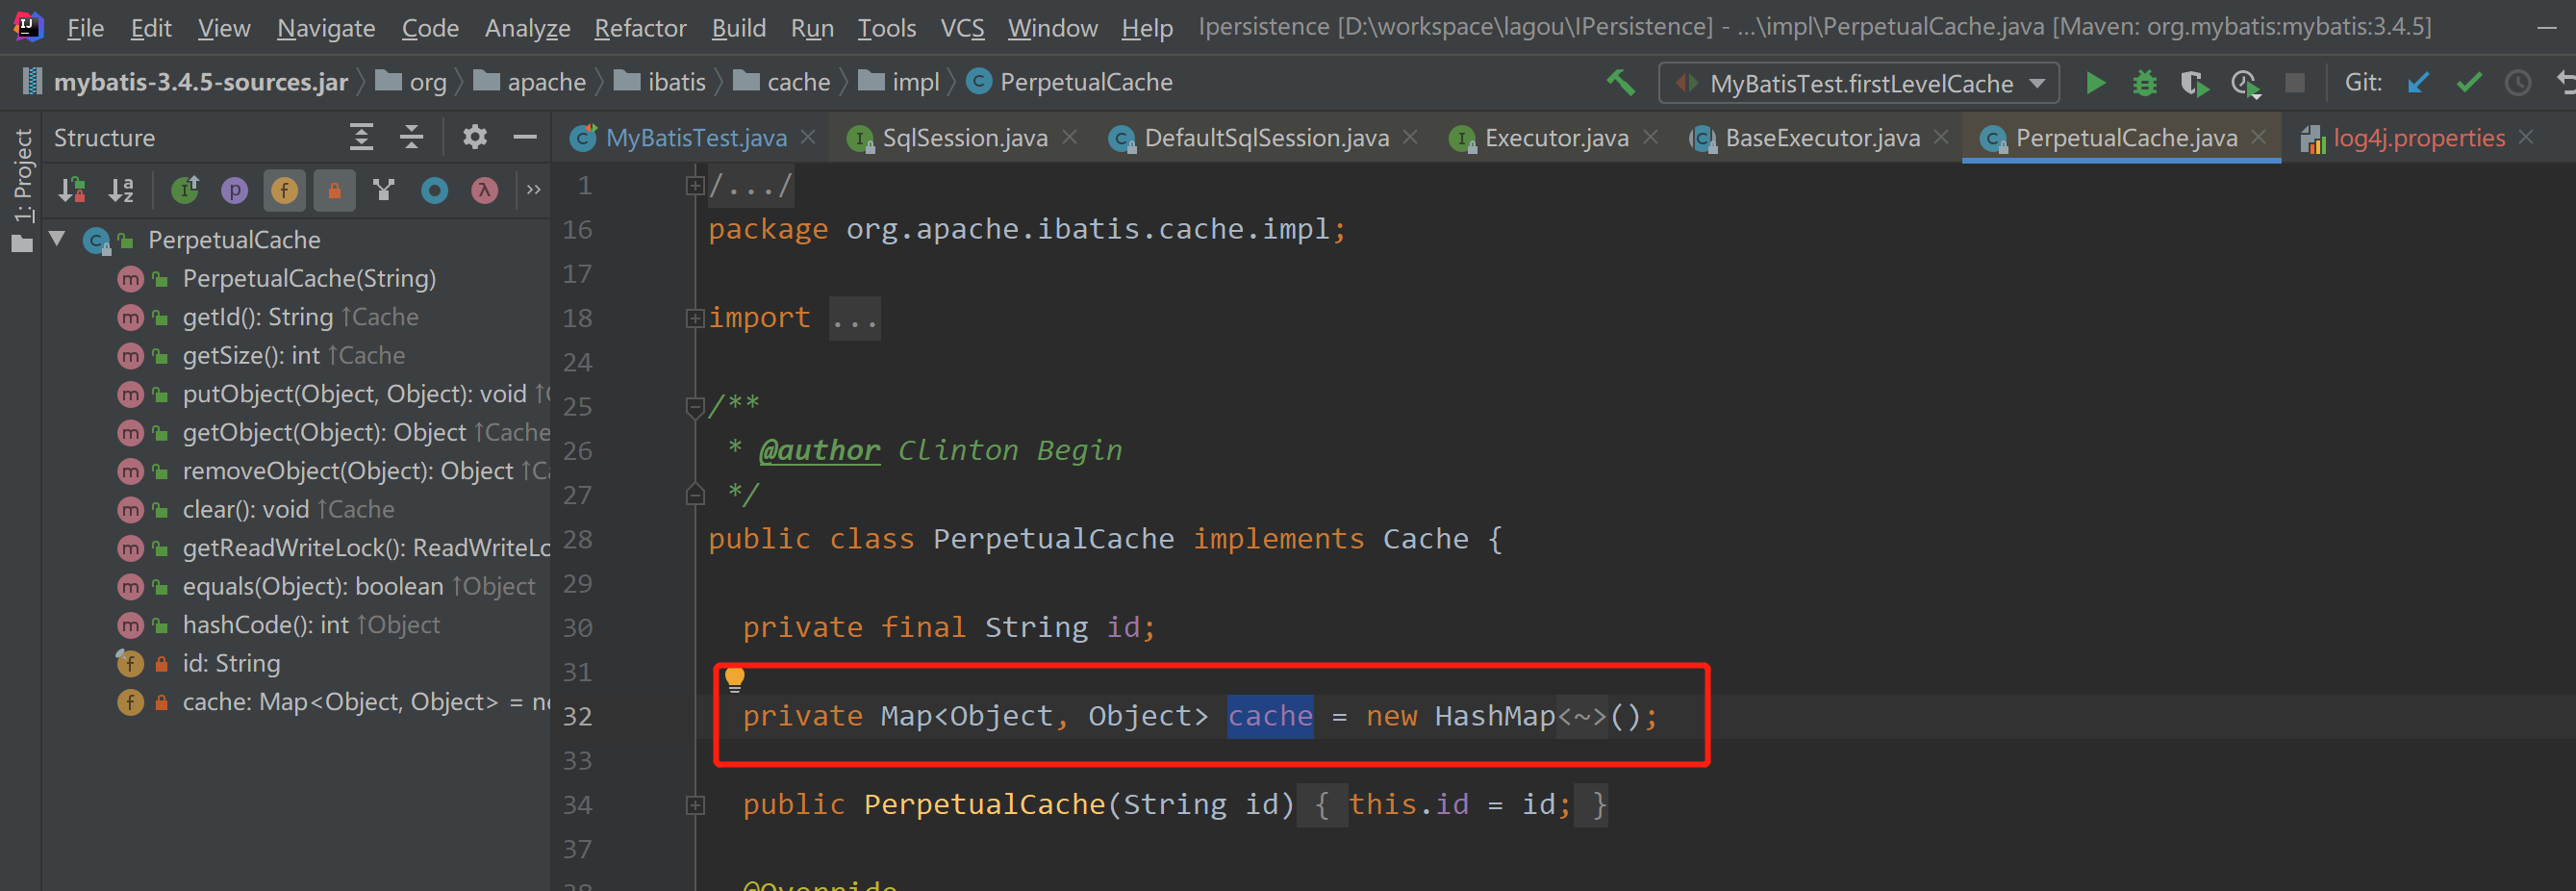 File Edit View Navigate Code Analyze Refactor Build Run Tools VCS Window Help Ipersistence [D:\workspace\lagou\IPersistence] - ...\impl\PerpetualCache.java [Maven: org.mybatis:mybatis:3.4.5]
mybatis-3.4.5-sources.jar org apache ibatis cache impl PerpetualCache MyBatisTest.firstLevelCache Git:
1: Project
Structure
MyBatisTest.java SqlSession.java DefaultSqlSession.java Executor.java BaseExecutor.java PerpetualCache.java log4j.properties
PerpetualCache
PerpetualCache(String)
getId(): String ↑Cache
getSize(): int ↑Cache
putObject(Object, Object): void ↑C
getObject(Object): Object ↑Cache
removeObject(Object): Object ↑Ca
clear(): void ↑Cache
getReadWriteLock(): ReadWriteLo
equals(Object): boolean ↑Object
hashCode(): int ↑Object
id: String
cache: Map<Object, Object> = ne
1 /.../
16 package org.apache.ibatis.cache.impl;
17
18 import ...
24
25 /**
26 * @author Clinton Begin
27 */
28 public class PerpetualCache implements Cache {
29
30 private final String id;
31
32 private Map<Object, Object> cache = new HashMap<~>();
33
34 public PerpetualCache(String id) { this.id = id; }
37
38 @Override